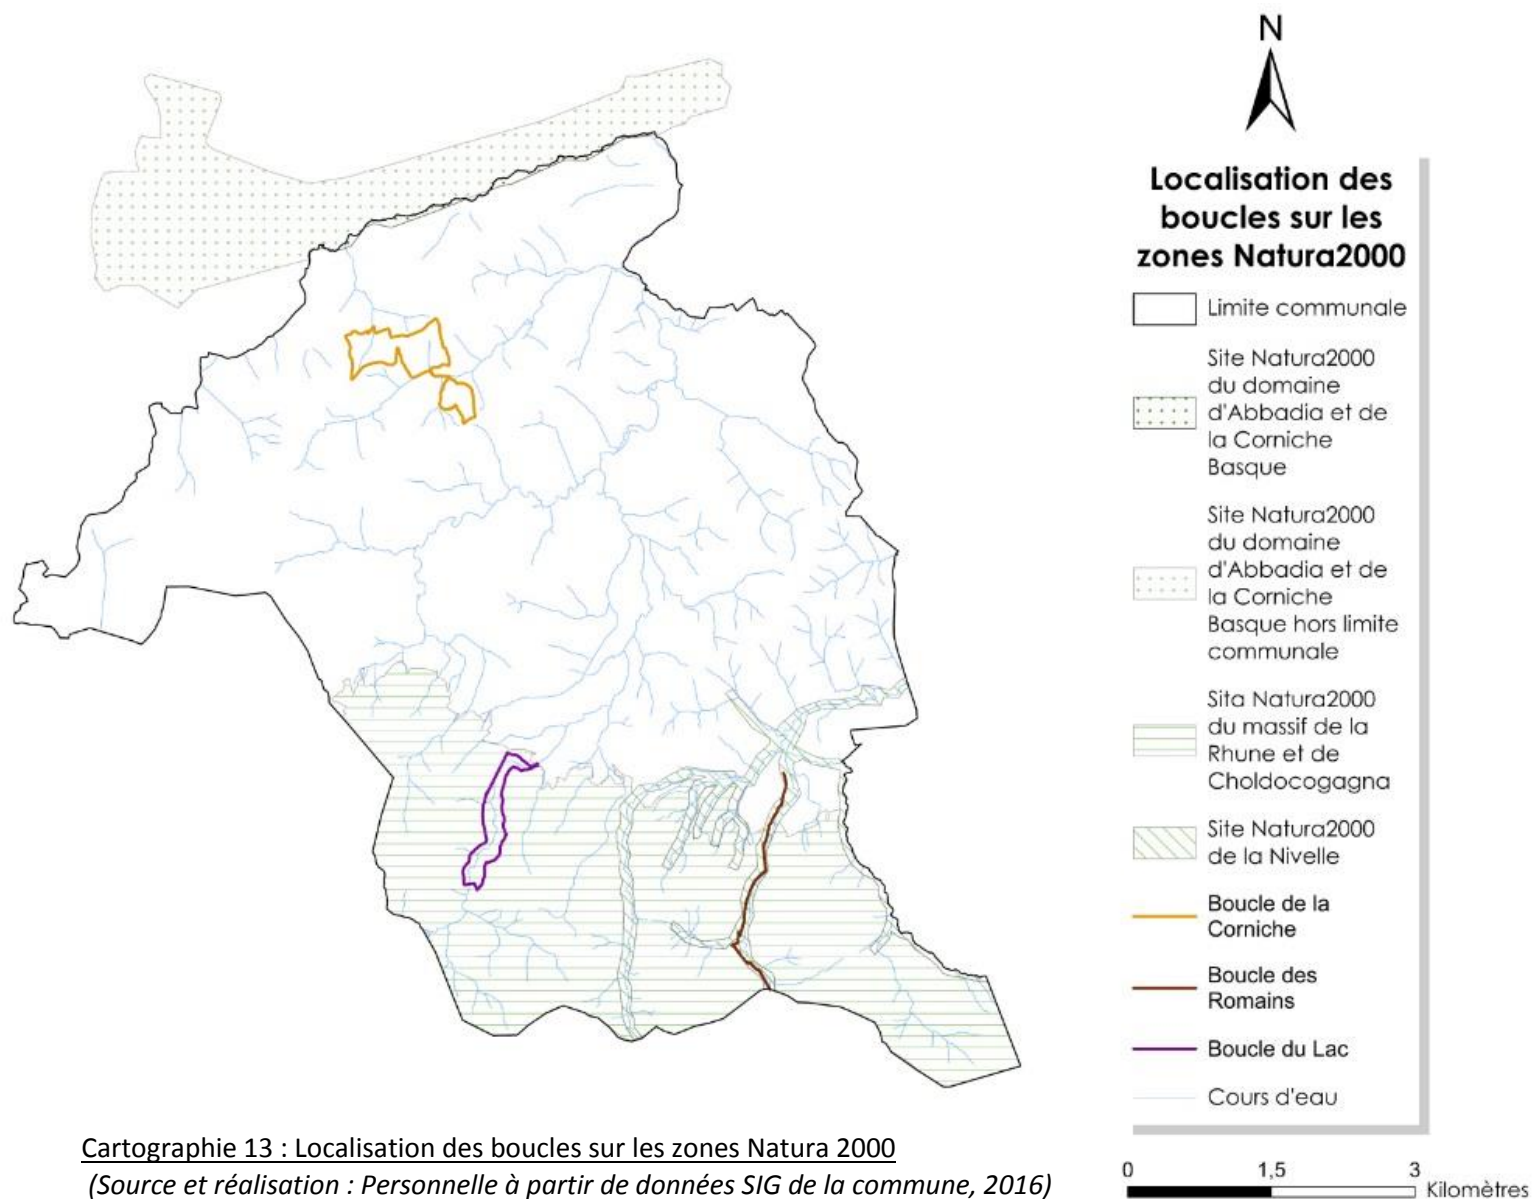 N
Localisation des
boucles sur les
zones Natura2000
Limite communale
Site Natura2000
du domaine
d'Abbadia et de
la Corniche
Basque
Site Natura2000
du domaine
d'Abbadia et de
la Corniche
Basque hors limite
communale
Sita Natura2000
du massif de la
Rhune et de
Choldocogagna
Site Natura2000
de la Nivelle
Boucle de la
Corniche
Boucle des
Romains
Boucle du Lac
Cours d'eau
0 1,5 3
Kilomètres
Cartographie 13 : Localisation des boucles sur les zones Natura 2000
(Source et réalisation : Personnelle à partir de données SIG de la commune, 2016)